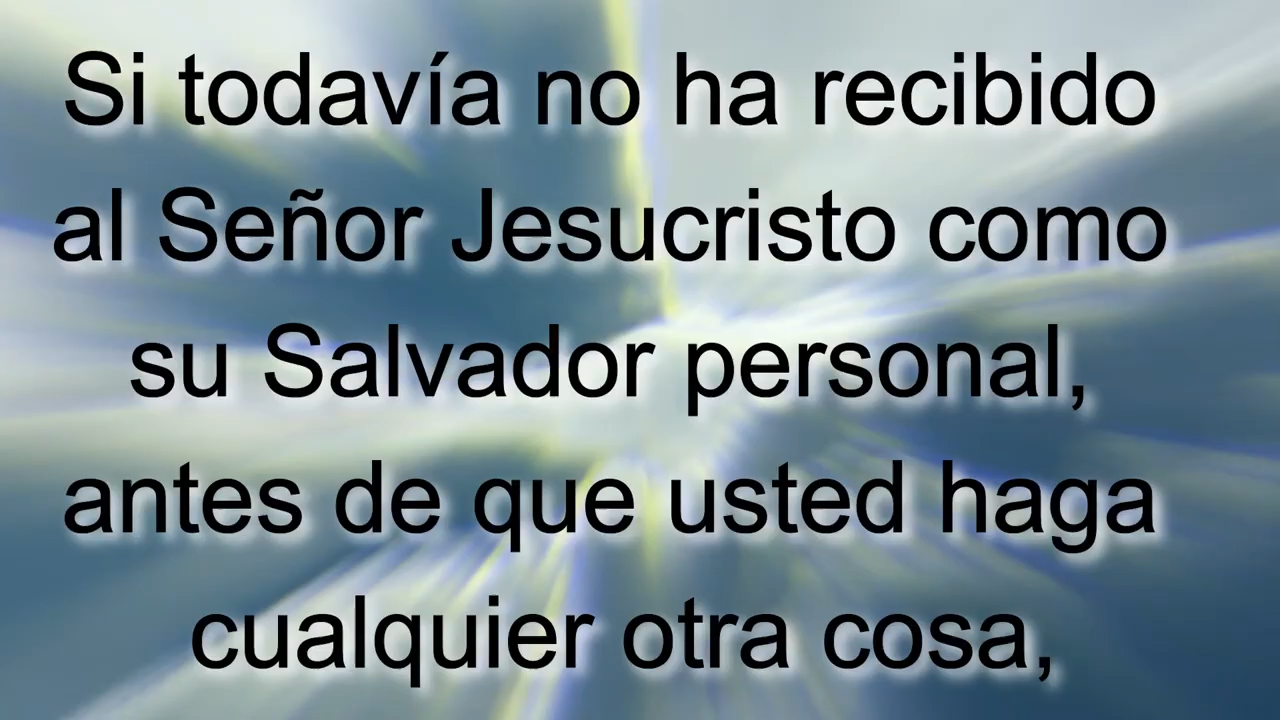 Si todavía no ha recibido
al Señor Jesucristo como
su Salvador personal,
antes de que usted haga
cualquier otra cosa,